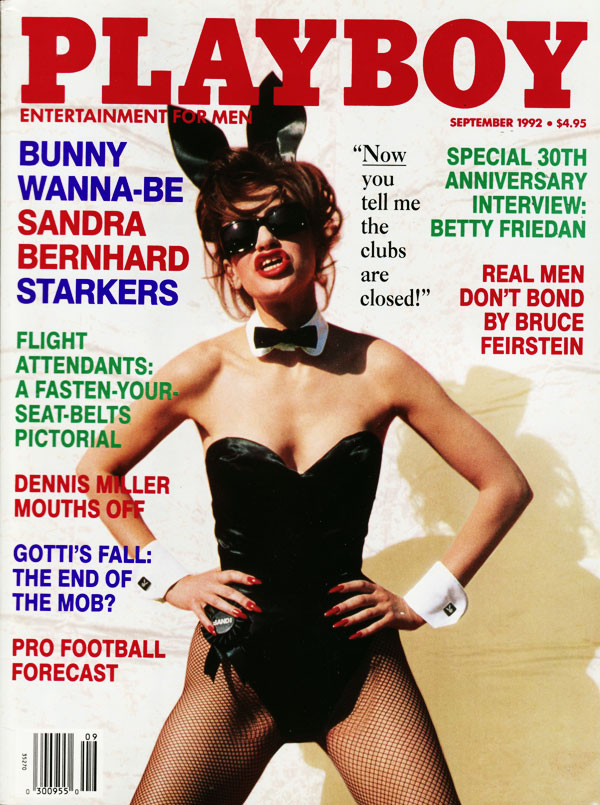 PLAYBOY
ENTERTAINMENT FOR MEN
SEPTEMBER 1992 • $4.95
BUNNY
WANNA-BE
SANDRA
BERNHARD
STARKERS
"Now
you
tell me
the
clubs
are
closed!"
SPECIAL 30TH
ANNIVERSARY
INTERVIEW:
BETTY FRIEDAN
REAL MEN
DON'T BOND
BY BRUCE
FEIRSTEIN
FLIGHT
ATTENDANTS:
A FASTEN-YOUR-
SEAT-BELTS
PICTORIAL
DENNIS MILLER
MOUTHS OFF
GOTTI'S FALL:
THE END OF
THE MOB?
PRO FOOTBALL
FORECAST
SANDI
09
35270
0 300955 0